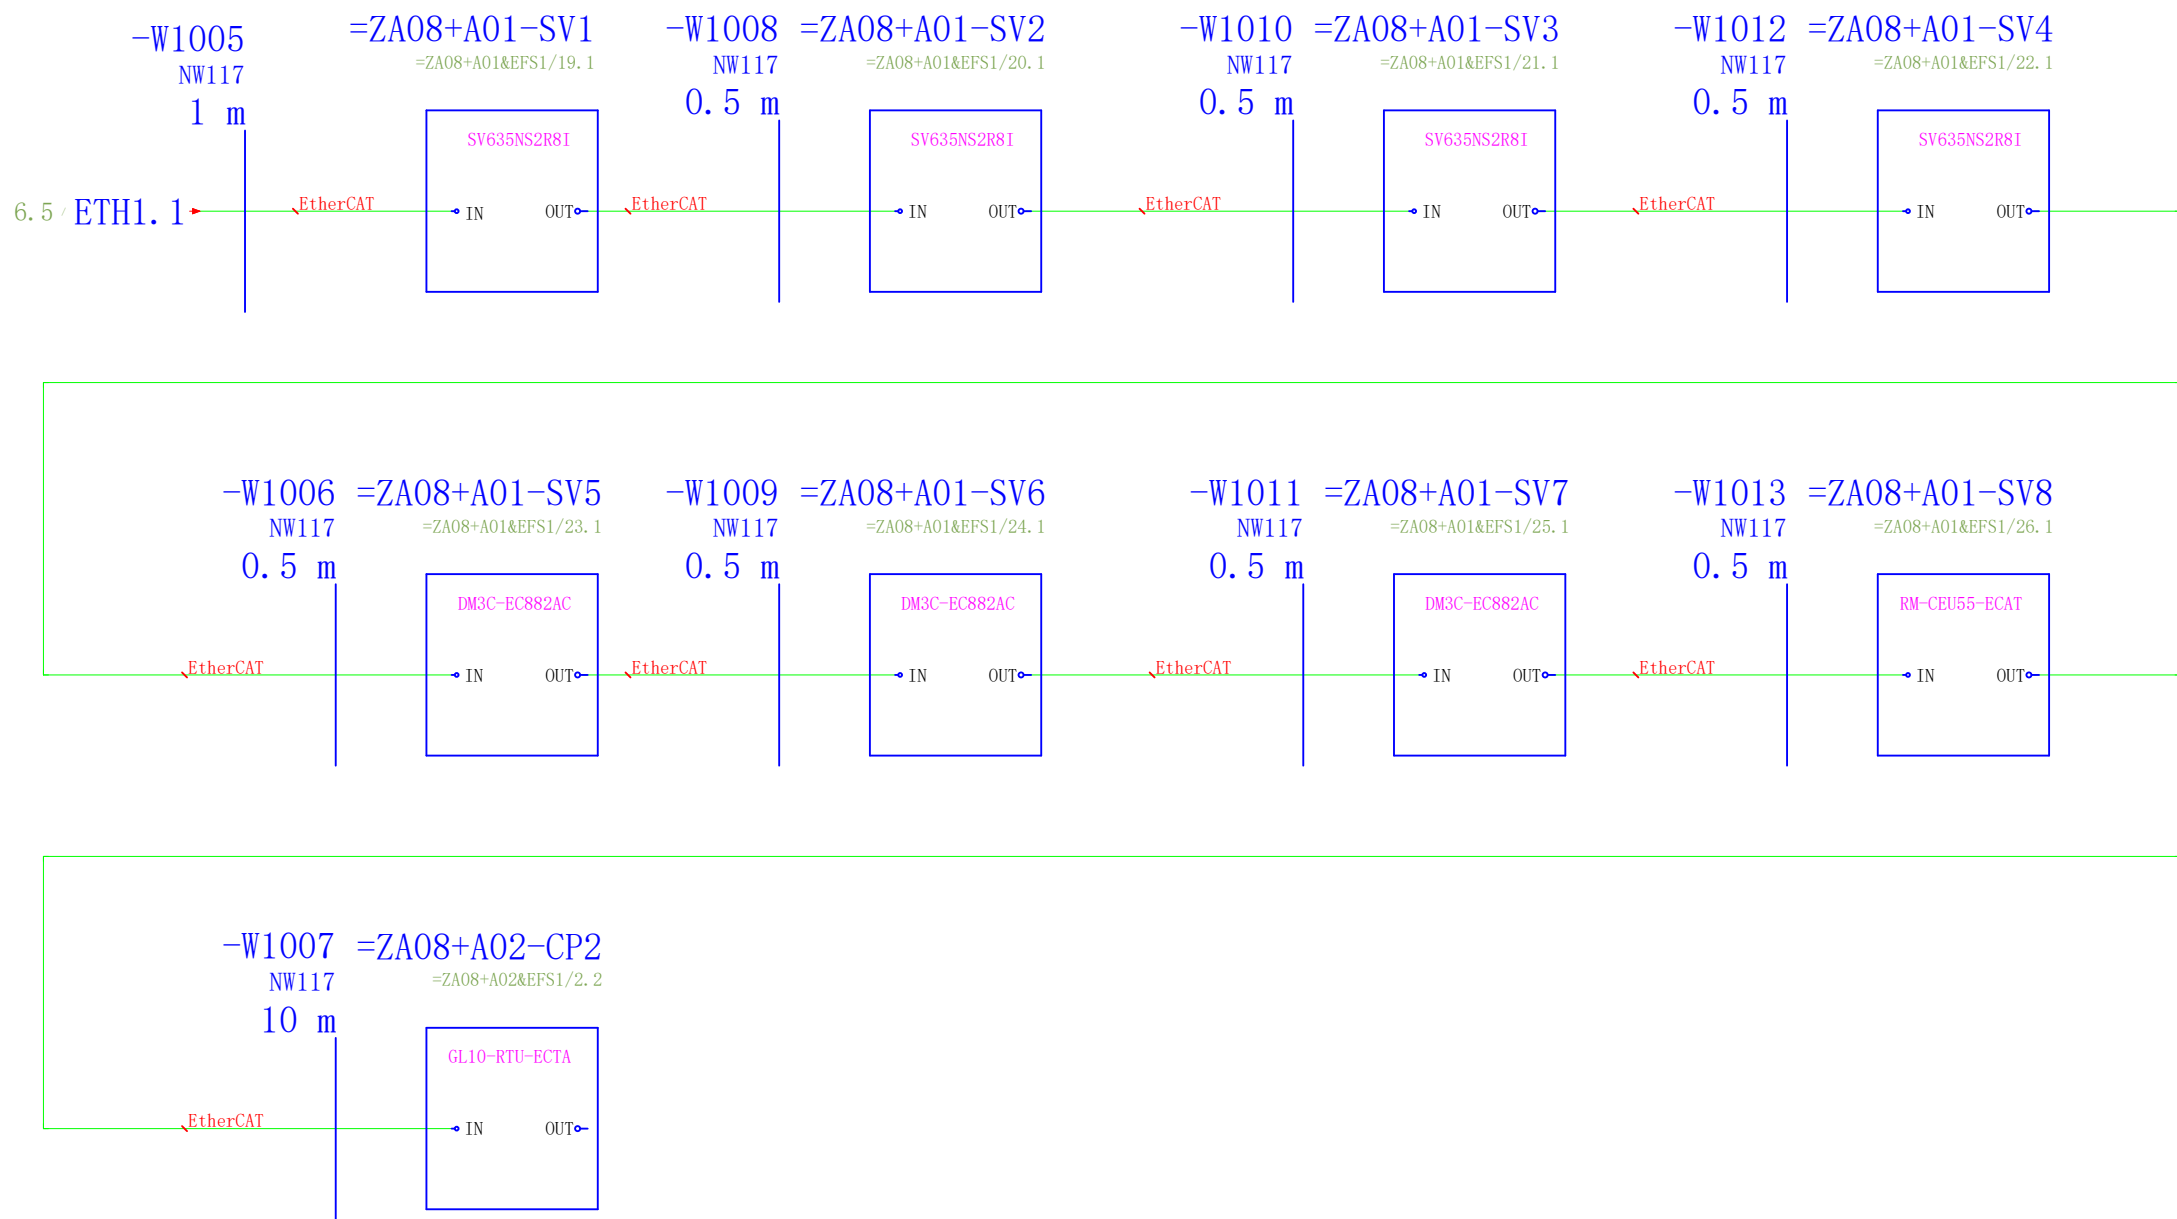 -W1005
NW117
1 m
=ZA08+A01-SV1
=ZA08+A01&EFS1/19.1
-W1008
NW117
0.5 m
=ZA08+A01-SV2
=ZA08+A01&EFS1/20.1
-W1010
NW117
0.5 m
=ZA08+A01-SV3
=ZA08+A01&EFS1/21.1
-W1012
NW117
0.5 m
=ZA08+A01-SV4
=ZA08+A01&EFS1/22.1
6.5 / ETH1.1
EtherCAT
SV635NS2R8I
IN OUT
EtherCAT
SV635NS2R8I
IN OUT
EtherCAT
SV635NS2R8I
IN OUT
EtherCAT
SV635NS2R8I
IN OUT
-W1006
NW117
0.5 m
=ZA08+A01-SV5
=ZA08+A01&EFS1/23.1
-W1009
NW117
0.5 m
=ZA08+A01-SV6
=ZA08+A01&EFS1/24.1
-W1011
NW117
0.5 m
=ZA08+A01-SV7
=ZA08+A01&EFS1/25.1
-W1013
NW117
0.5 m
=ZA08+A01-SV8
=ZA08+A01&EFS1/26.1
EtherCAT
DM3C-EC882AC
IN OUT
EtherCAT
DM3C-EC882AC
IN OUT
EtherCAT
DM3C-EC882AC
IN OUT
EtherCAT
RM-CEU55-ECAT
IN OUT
-W1007
NW117
10 m
=ZA08+A02-CP2
=ZA08+A02&EFS1/2.2
EtherCAT
GL10-RTU-ECTA
IN OUT